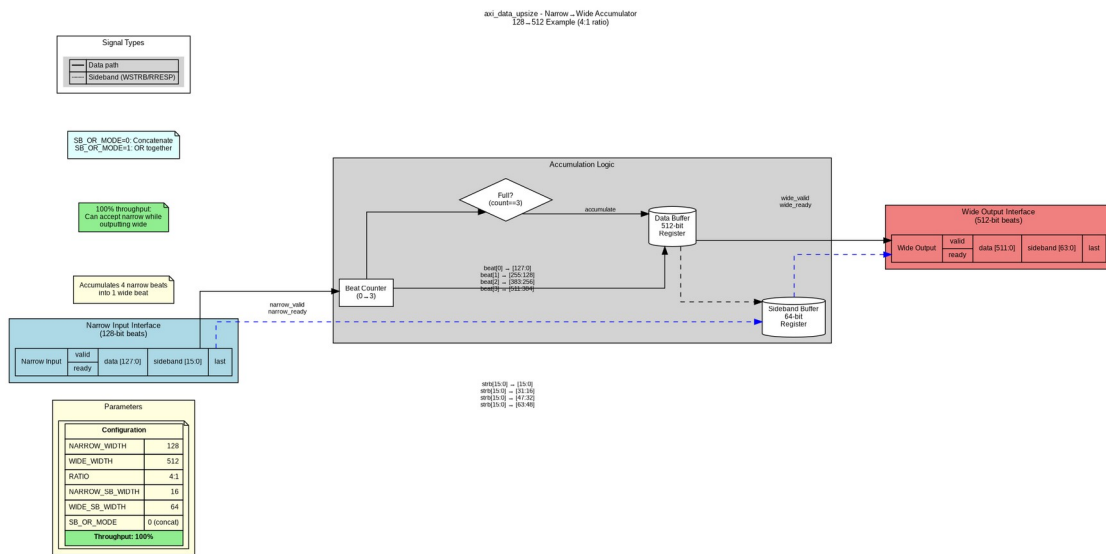 axi_data_upsize - Narrow→Wide Accumulator
128→512 Example (4:1 ratio)
Signal Types
Data path
Sideband (WSTRB/RRESP)
SB_OR_MODE=0: Concatenate
SB_OR_MODE=1: OR together
100% throughput:
Can accept narrow while
outputting wide
Accumulates 4 narrow beats
into 1 wide beat
Narrow Input Interface
(128-bit beats)
Narrow Input
valid
ready
data [127:0]
sideband [15:0]
last
narrow_valid
narrow_ready
Accumulation Logic
Full?
(count==3)
accumulate
Beat Counter
(0→3)
beat[0] → [127:0]
beat[1] → [255:128]
beat[2] → [383:256]
beat[3] → [511:384]
Data Buffer
512-bit
Register
Sideband Buffer
64-bit
Register
wide_valid
wide_ready
Wide Output Interface
(512-bit beats)
Wide Output
valid
ready
data [511:0]
sideband [63:0]
last
strb[15:0] → [15:0]
strb[15:0] → [31:16]
strb[15:0] → [47:32]
strb[15:0] → [63:48]
Parameters
Configuration
NARROW_WIDTH 128
WIDE_WIDTH 512
RATIO 4:1
NARROW_SB_WIDTH 16
WIDE_SB_WIDTH 64
SB_OR_MODE 0 (concat)
Throughput: 100%